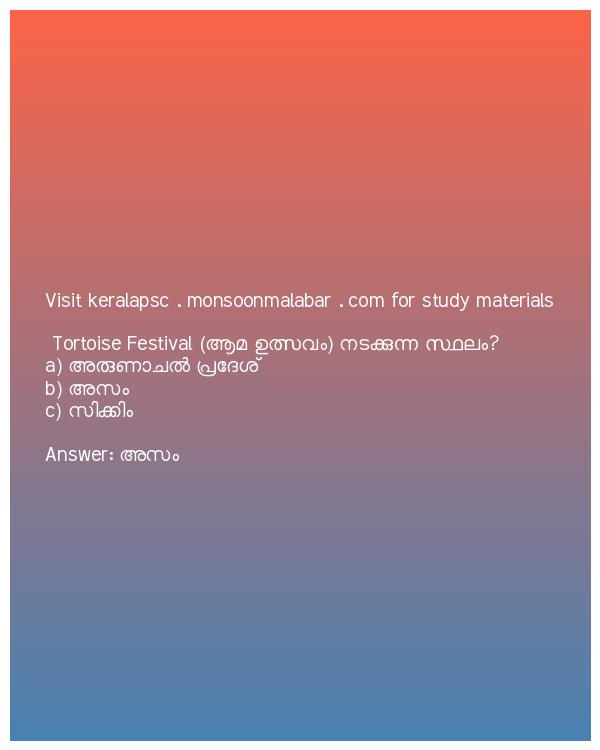 Visit keralapsc . monsoonmalabar . com for study materials
Tortoise Festival (ആമ ഉത്സവം) നടക്കുന്ന സ്ഥലം?
a) അരുണാചൽ പ്രദേശ്
b) അസം
c) സിക്കിം
Answer: അസം